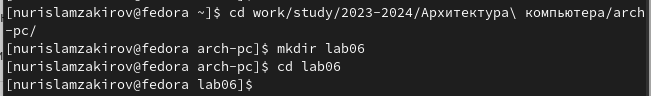 [nurislamzakirov@fedora ~]$ cd work/study/2023-2024/Архитектура\ компьютера/arch
-pc/
[nurislamzakirov@fedora arch-pc]$ mkdir lab06
[nurislamzakirov@fedora arch-pc]$ cd lab06
[nurislamzakirov@fedora lab06]$